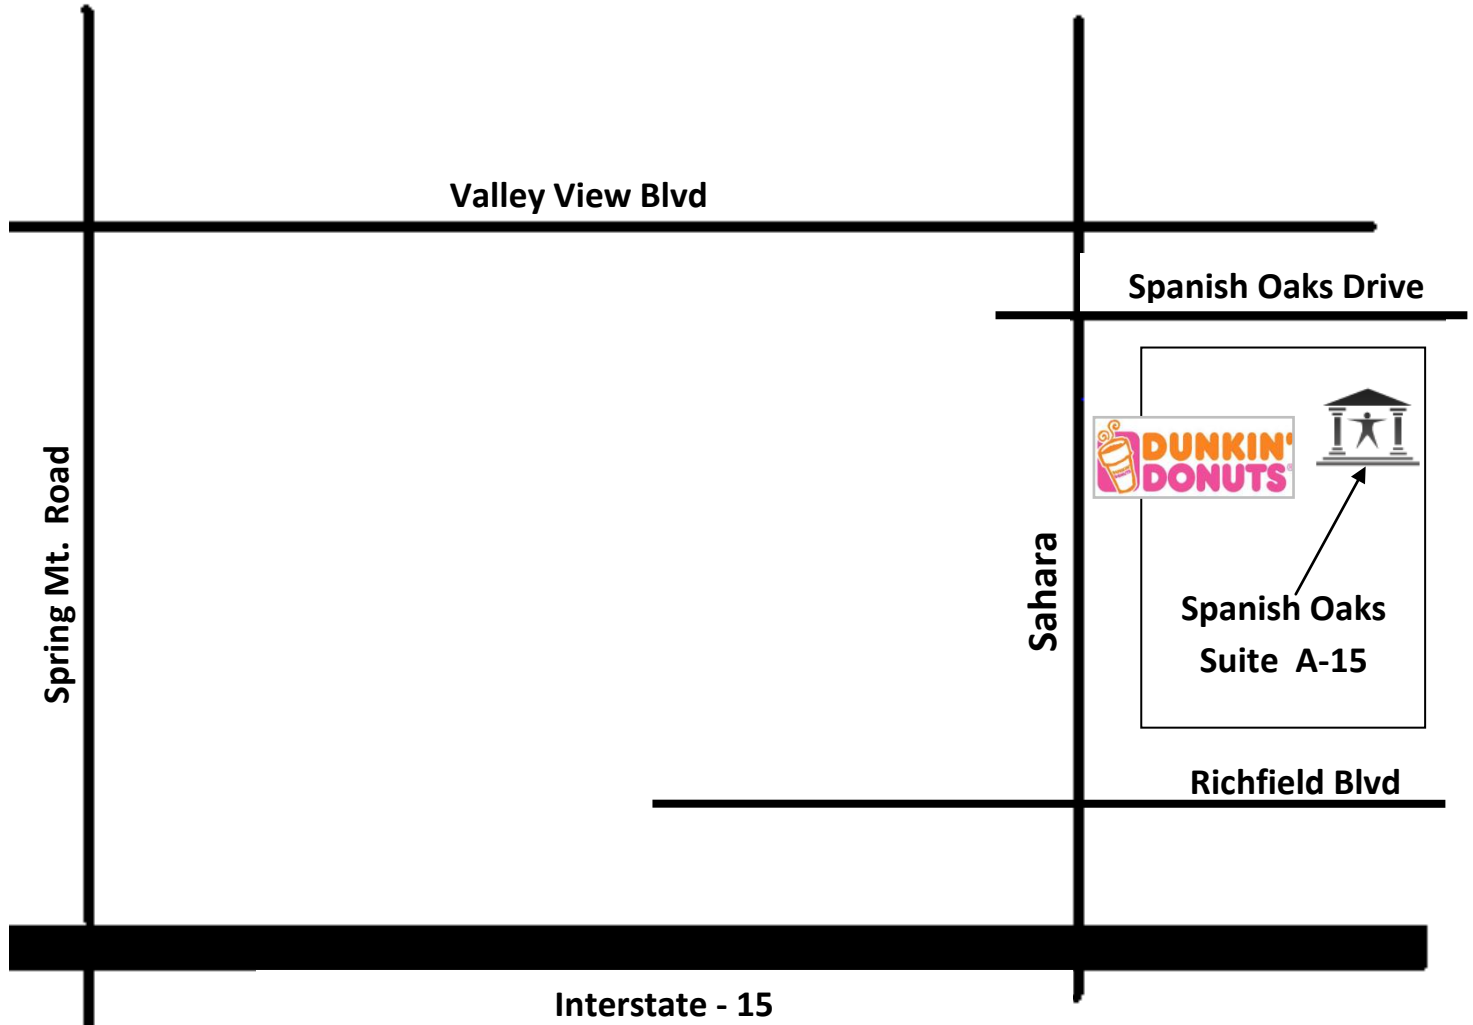 Valley View Blvd
Spanish Oaks Drive
DUNKIN'
DONUTS
Spring Mt. Road
Sahara
Spanish Oaks
Suite A-15
Richfield Blvd
Interstate - 15